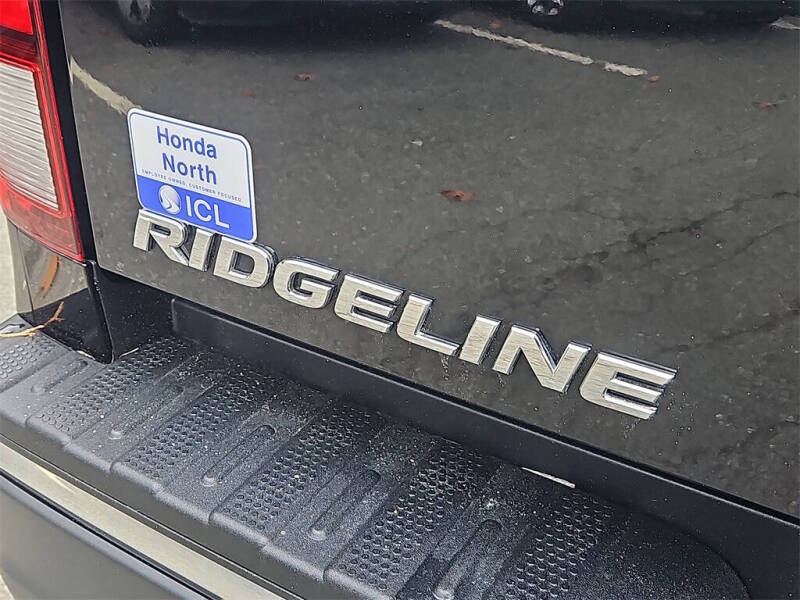 Honda
North
EMPLOYEE OWNED. CUSTOMER FOCUSED.
ICL
RIDGELINE